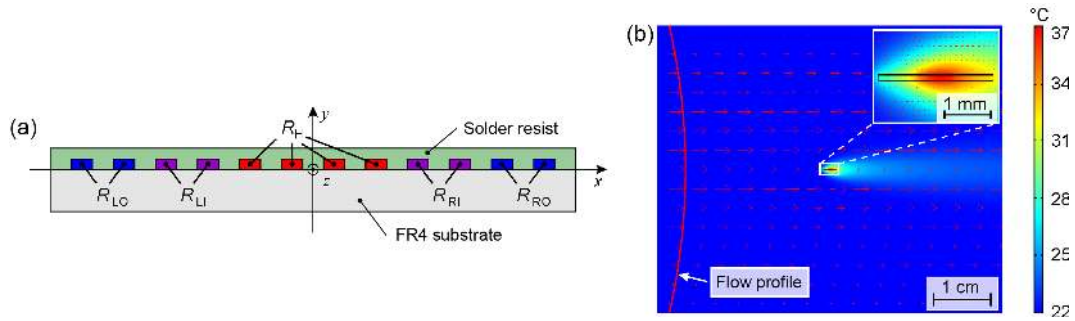 (a)
y
R_H
Solder resist
x
z
R_LO
R_LI
R_RI
R_RO
FR4 substrate
(b)
°C
37
34
31
28
25
22
1 mm
Flow profile
1 cm